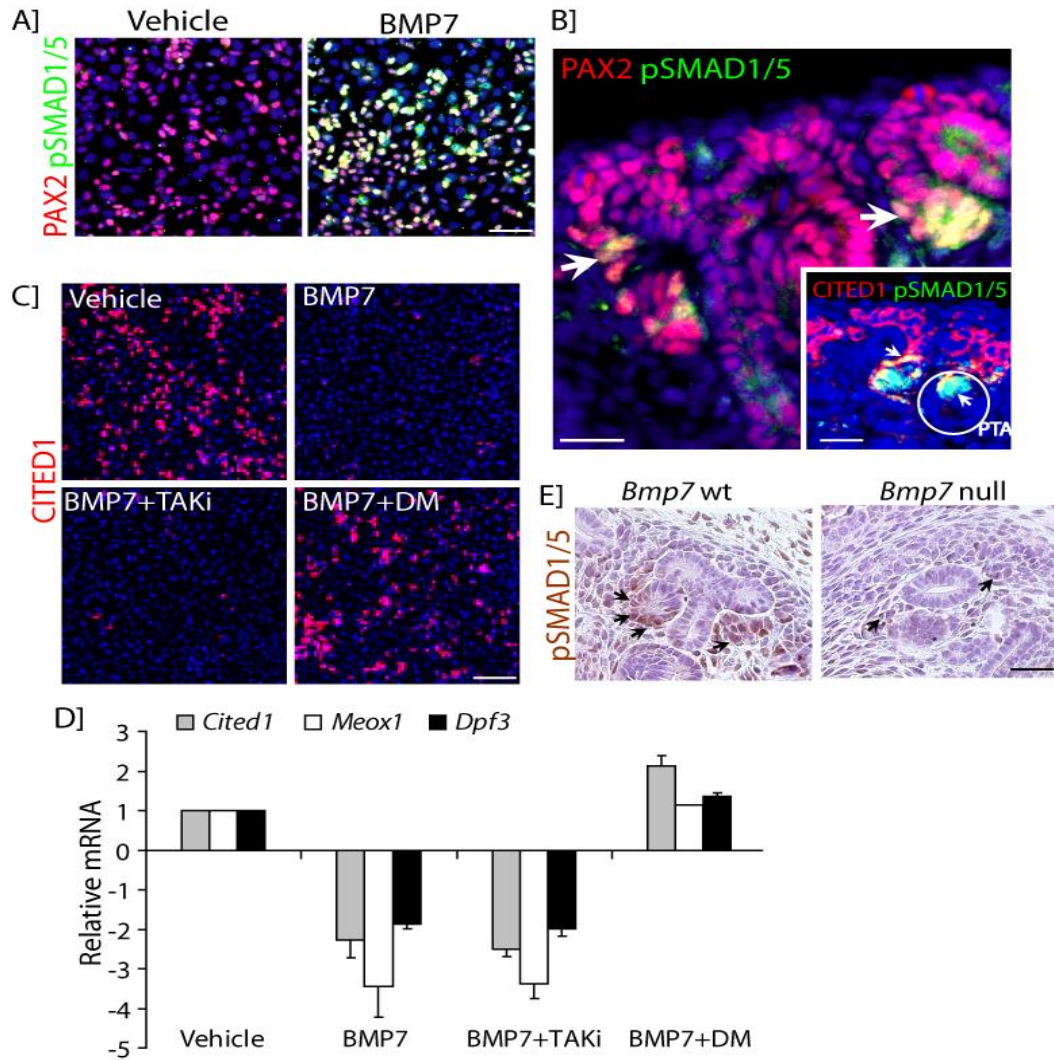 A]
Vehicle
BMP7
PAX2 pSMAD1/5
B]
PAX2 pSMAD1/5
CITED1 pSMAD1/5
PTA
C]
Vehicle
BMP7
BMP7+TAKi
BMP7+DM
CITED1
E]
Bmp7 wt
Bmp7 null
pSMAD1/5
D]
Cited1
Meox1
Dpf3
Relative mRNA
3
2
1
0
-1
-2
-3
-4
-5
Vehicle
BMP7
BMP7+TAKi
BMP7+DM